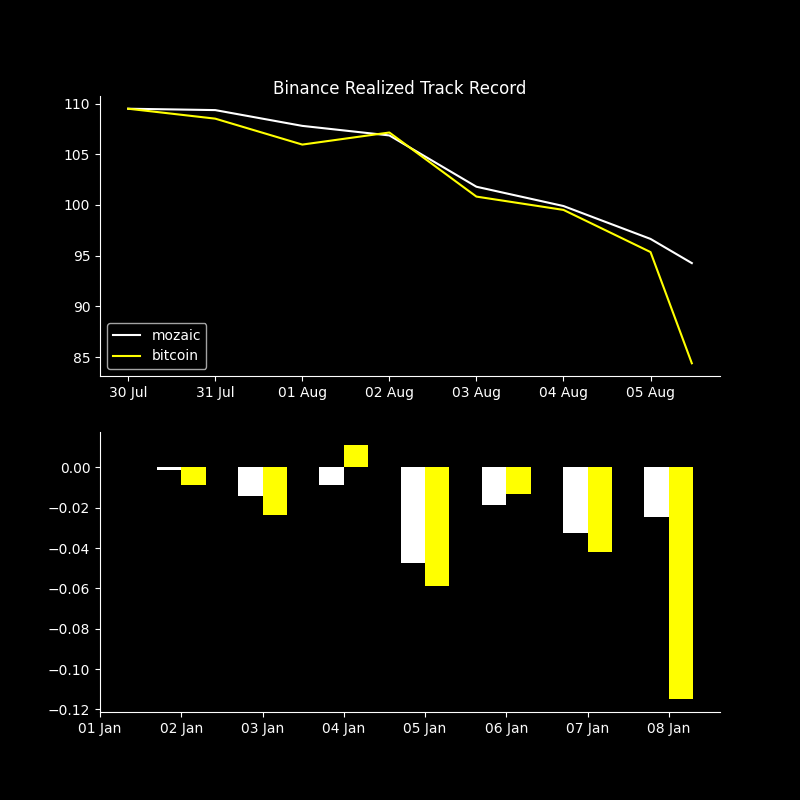 Binance Realized Track Record
110
105
100
95
90
85
mozaic
bitcoin
30 Jul 31 Jul 01 Aug 02 Aug 03 Aug 04 Aug 05 Aug
0.00
−0.02
−0.04
−0.06
−0.08
−0.10
−0.12
01 Jan 02 Jan 03 Jan 04 Jan 05 Jan 06 Jan 07 Jan 08 Jan